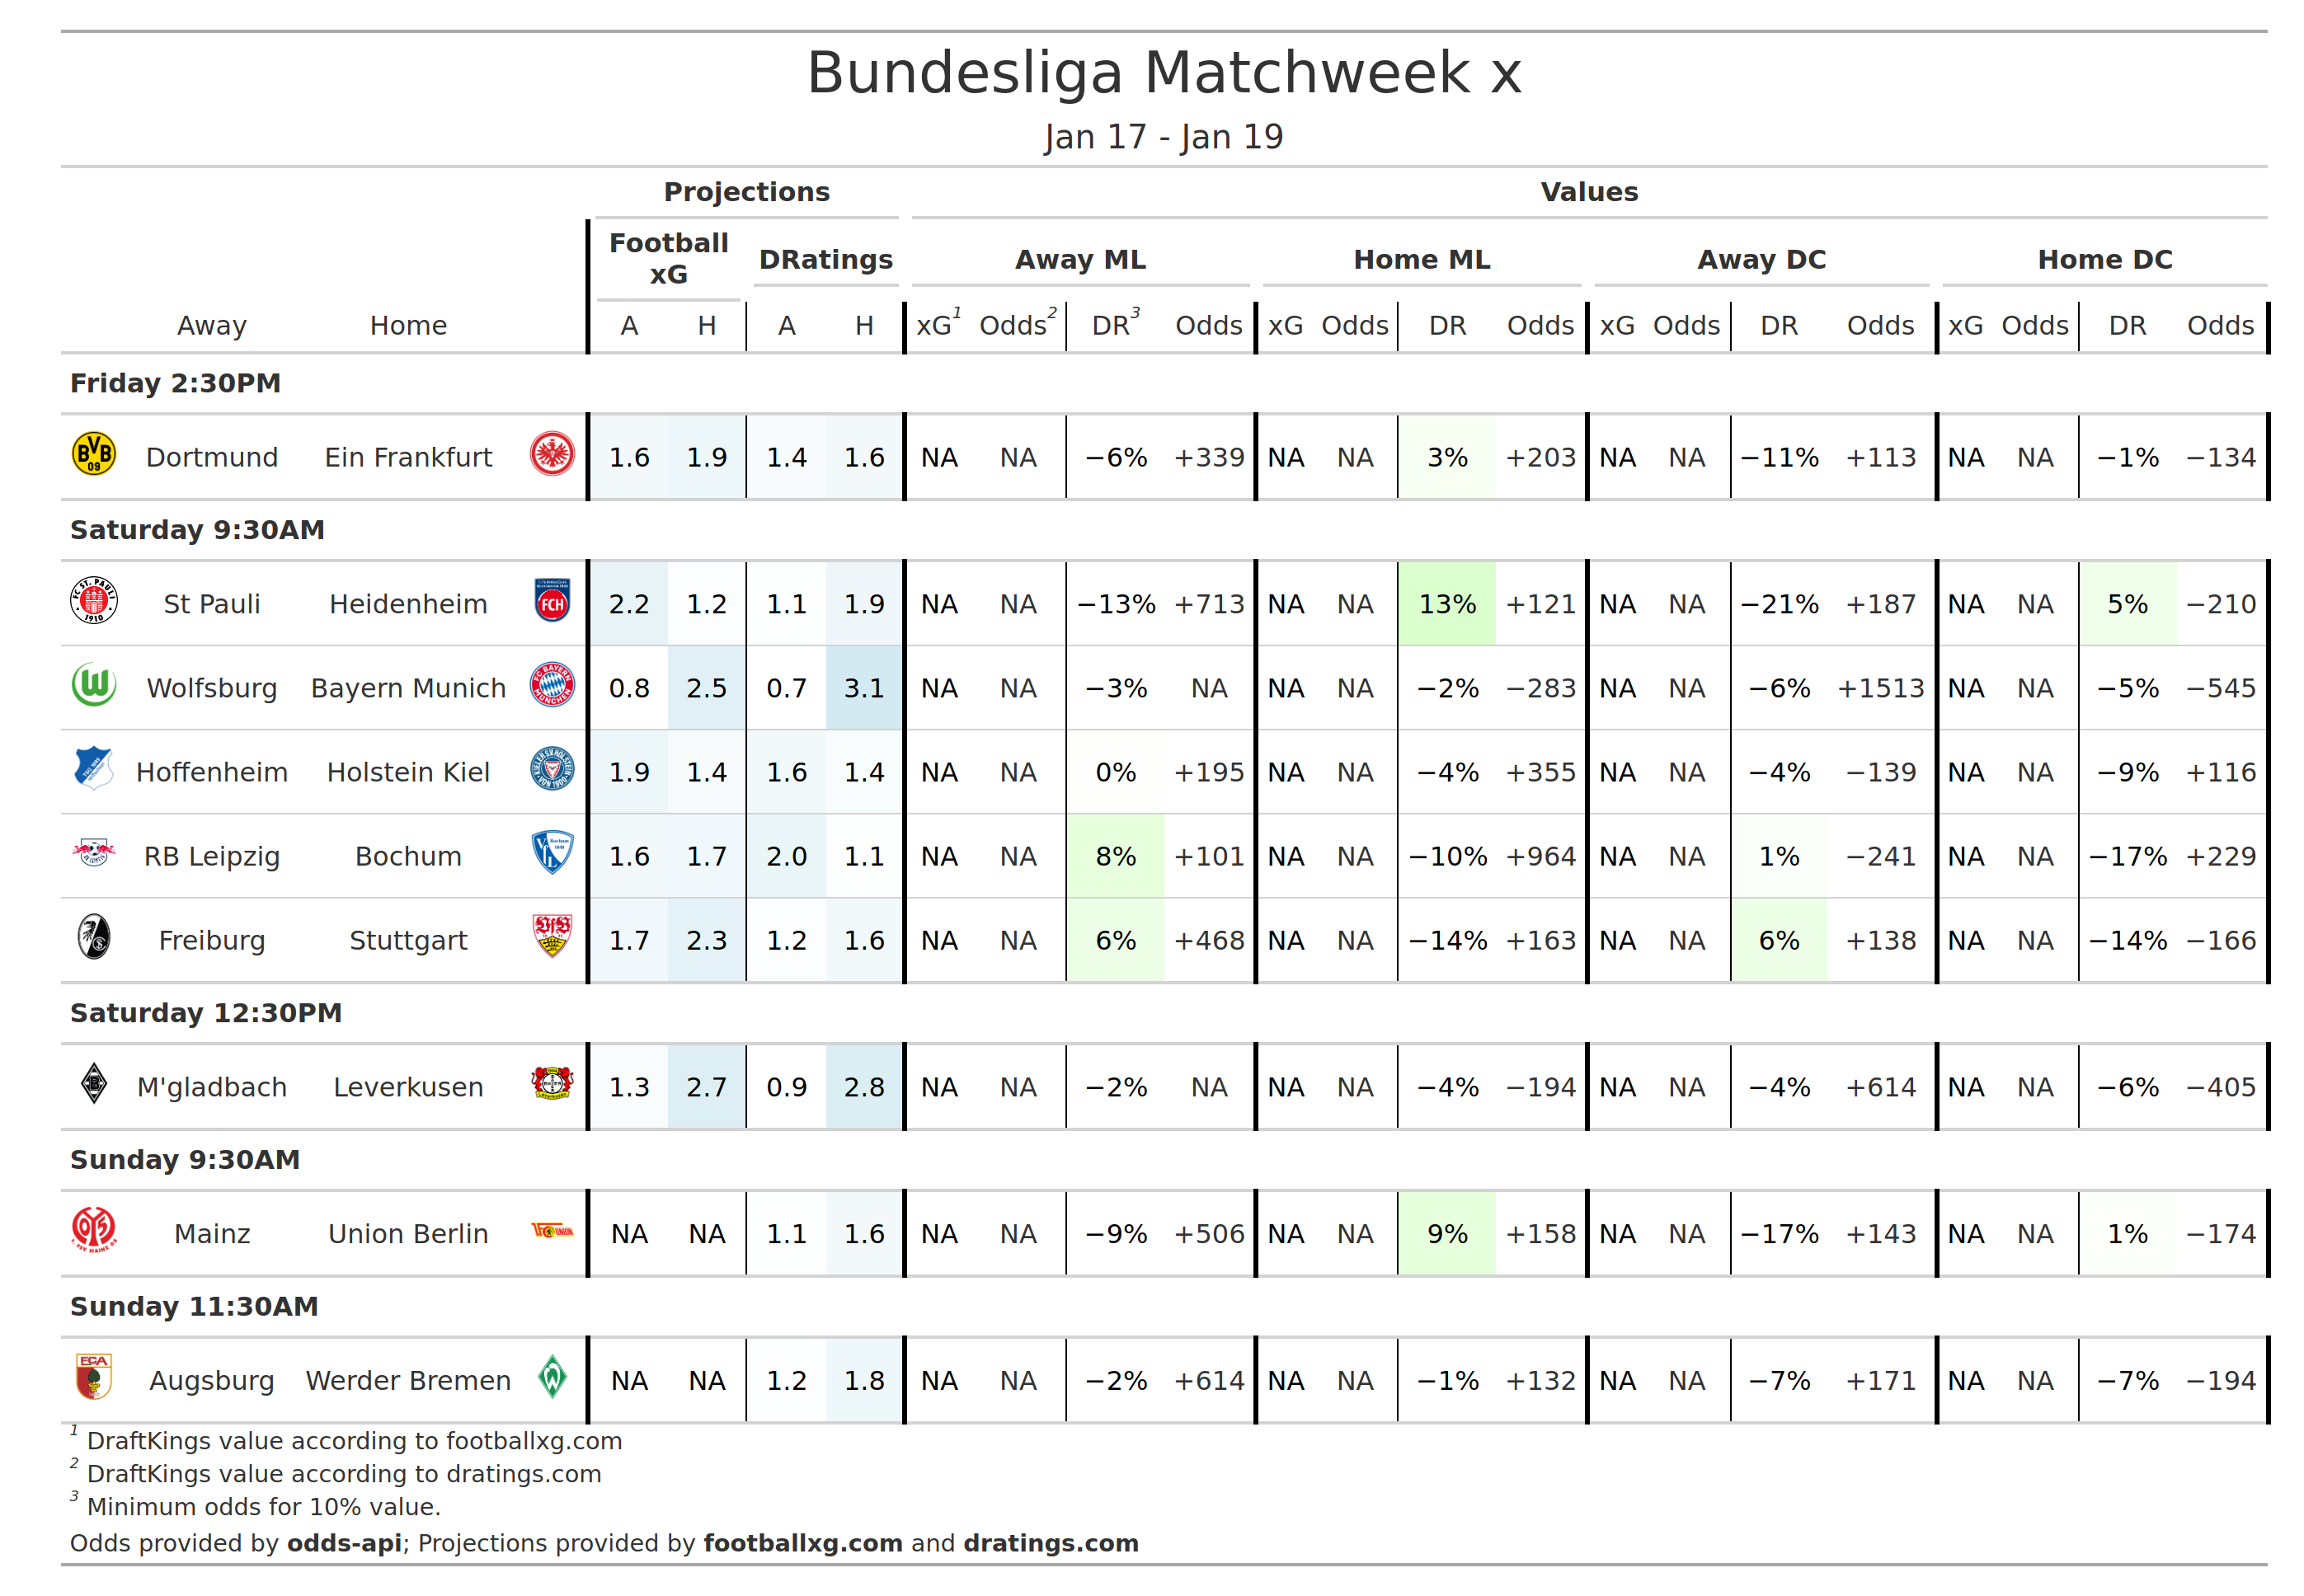 Bundesliga Matchweek x
Jan 17 - Jan 19
Projections Values
Football xG DRatings Away ML Home ML Away DC Home DC
Away Home A H A H xG1 Odds2 DR3 Odds xG Odds DR Odds xG Odds DR Odds xG Odds DR Odds
Friday 2:30PM
Dortmund Ein Frankfurt 1.6 1.9 1.4 1.6 NA NA −6% +339 NA NA 3% +203 NA NA −11% +113 NA NA −1% −134
Saturday 9:30AM
St Pauli Heidenheim 2.2 1.2 1.1 1.9 NA NA −13% +713 NA NA 13% +121 NA NA −21% +187 NA NA 5% −210
Wolfsburg Bayern Munich 0.8 2.5 0.7 3.1 NA NA −3% NA NA NA −2% −283 NA NA −6% +1513 NA NA −5% −545
Hoffenheim Holstein Kiel 1.9 1.4 1.6 1.4 NA NA 0% +195 NA NA −4% +355 NA NA −4% −139 NA NA −9% +116
RB Leipzig Bochum 1.6 1.7 2.0 1.1 NA NA 8% +101 NA NA −10% +964 NA NA 1% −241 NA NA −17% +229
Freiburg Stuttgart 1.7 2.3 1.2 1.6 NA NA 6% +468 NA NA −14% +163 NA NA 6% +138 NA NA −14% −166
Saturday 12:30PM
M'gladbach Leverkusen 1.3 2.7 0.9 2.8 NA NA −2% NA NA NA −4% −194 NA NA −4% +614 NA NA −6% −405
Sunday 9:30AM
Mainz Union Berlin NA NA 1.1 1.6 NA NA −9% +506 NA NA 9% +158 NA NA −17% +143 NA NA 1% −174
Sunday 11:30AM
Augsburg Werder Bremen NA NA 1.2 1.8 NA NA −2% +614 NA NA −1% +132 NA NA −7% +171 NA NA −7% −194
1 DraftKings value according to footballxg.com
2 DraftKings value according to dratings.com
3 Minimum odds for 10% value.
Odds provided by odds-api; Projections provided by footballxg.com and dratings.com